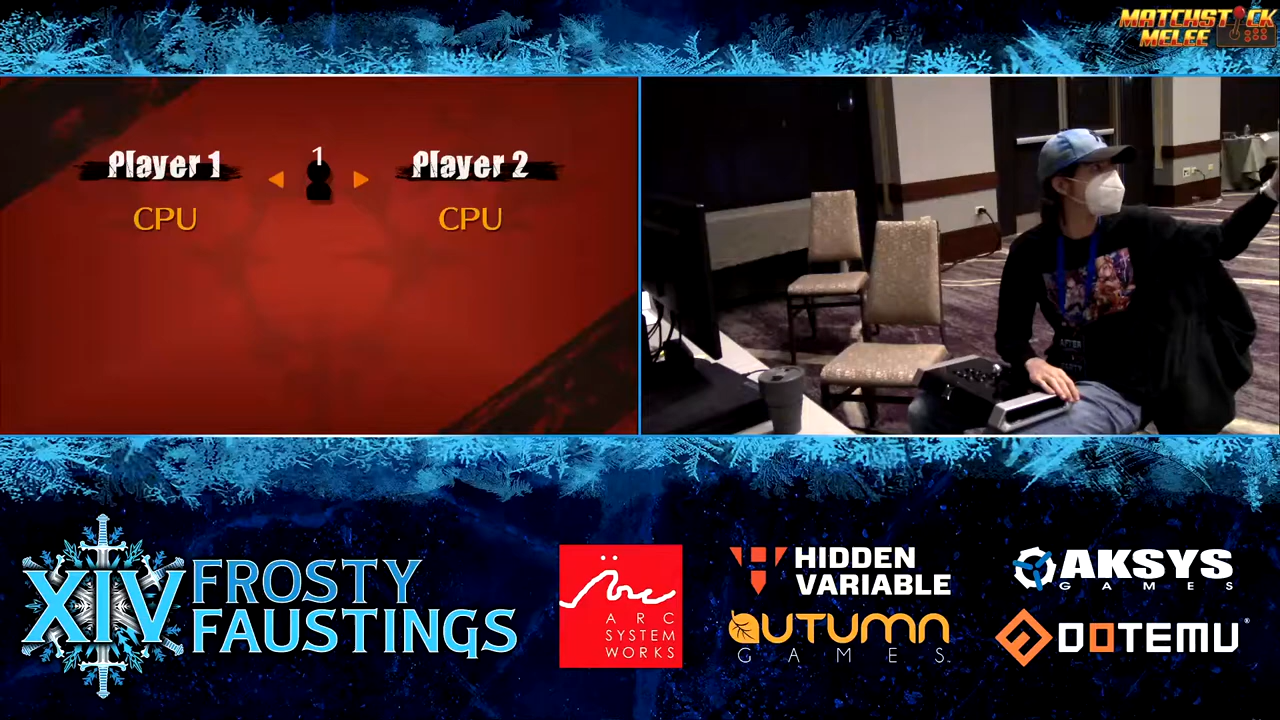 MATCHSTICK
MELEE
Player 1
1
Player 2
CPU
CPU
AFTER
XIV FROSTY
FAUSTINGS
ARC
SYSTEM
WORKS
HIDDEN
VARIABLE
AUTUMN
GAMES
AKSYS
GAMES
DOTEMU